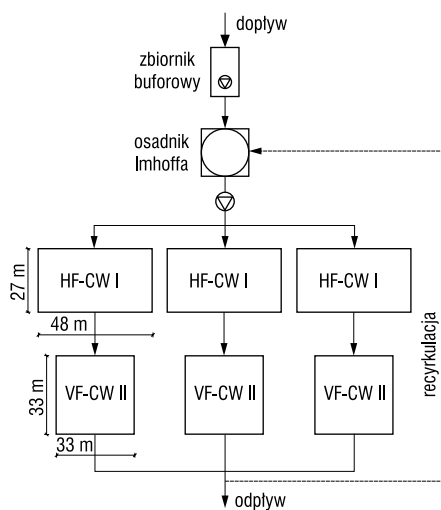 dopływ
zbiornik
buforowy
osadnik
Imhoffa
27 m
HF-CW I
HF-CW I
HF-CW I
48 m
recyrkulacja
33 m
VF-CW II
VF-CW II
VF-CW II
33 m
odpływ